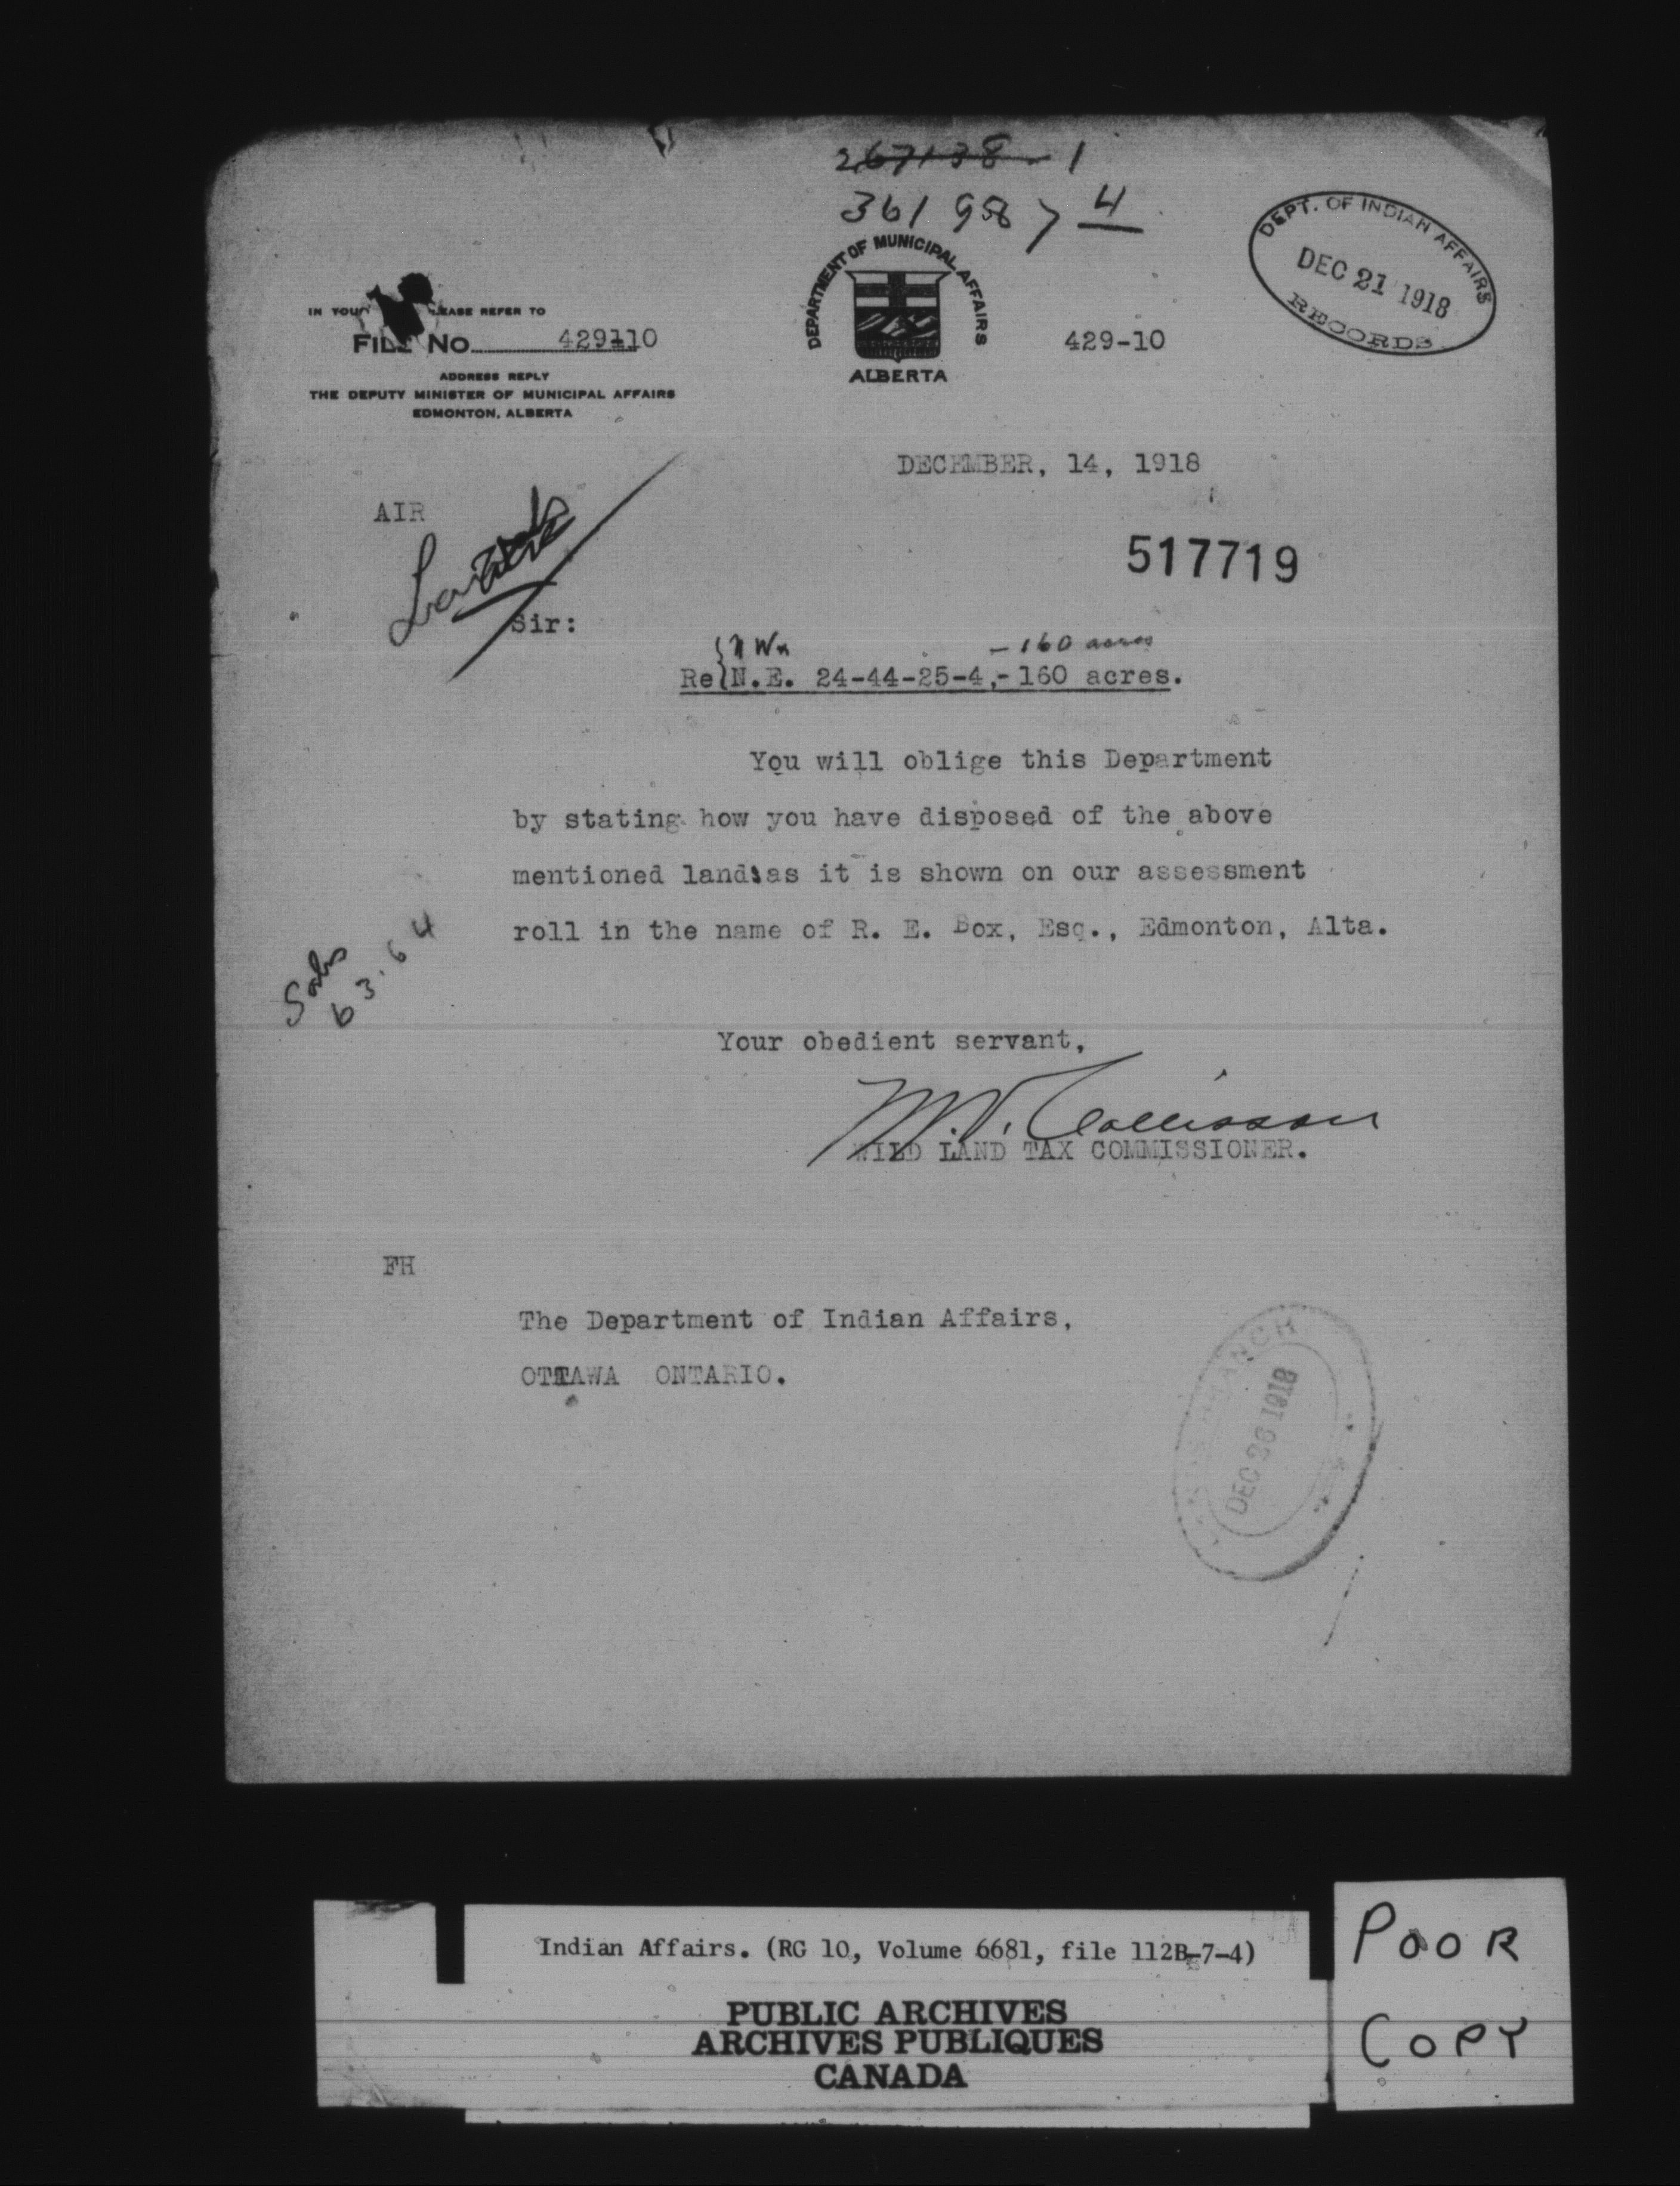 267138-1
361987 4
DEPT. OF INDIAN AFFAIRS
DEC 21 1918
RECORDS
DEPARTMENT OF MUNICIPAL AFFAIRS
ALBERTA
IN YOUR LEASE REFER TO
FILE NO. 429110
429-10
ADDRESS REPLY
THE DEPUTY MINISTER OF MUNICIPAL AFFAIRS
EDMONTON, ALBERTA
DECEMBER, 14, 1918
AIR
517719
Sir:
N W - 160 acres
Re N.E. 24-44-25-4,-160 acres.
You will oblige this Department
by stating how you have disposed of the above
mentioned lands as it is shown on our assessment
roll in the name of R. E. Box, Esq., Edmonton, Alta.
Sales
63.64
Your obedient servant,
WILD LAND TAX COMMISSIONER.
FH
The Department of Indian Affairs,
OTTAWA ONTARIO.
BRANCH
DEC 26 1918
Indian Affairs. (RG 10, Volume 6681, file 112B-7-4)
PUBLIC ARCHIVES
ARCHIVES PUBLIQUES
CANADA
POOR
COPY